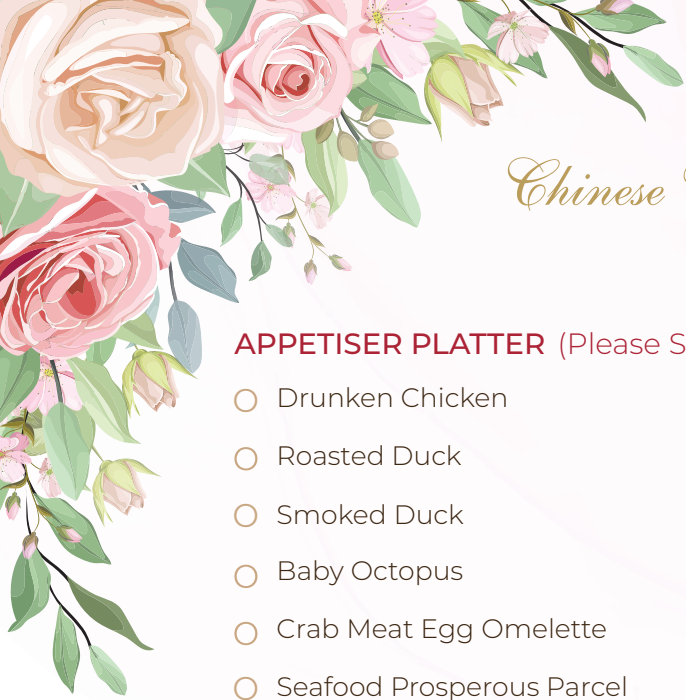 Chinese
APPETISER PLATTER (Please S
Drunken Chicken
Roasted Duck
Smoked Duck
Baby Octopus
Crab Meat Egg Omelette
Seafood Prosperous Parcel